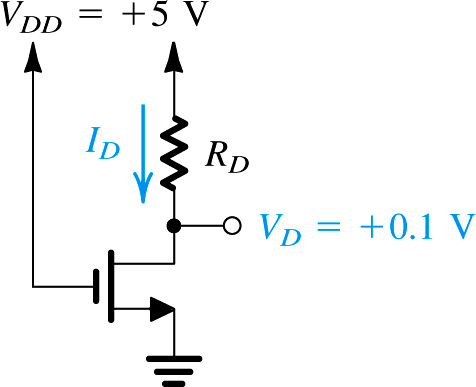 V_DD = +5 V
I_D
R_D
V_D = +0.1 V